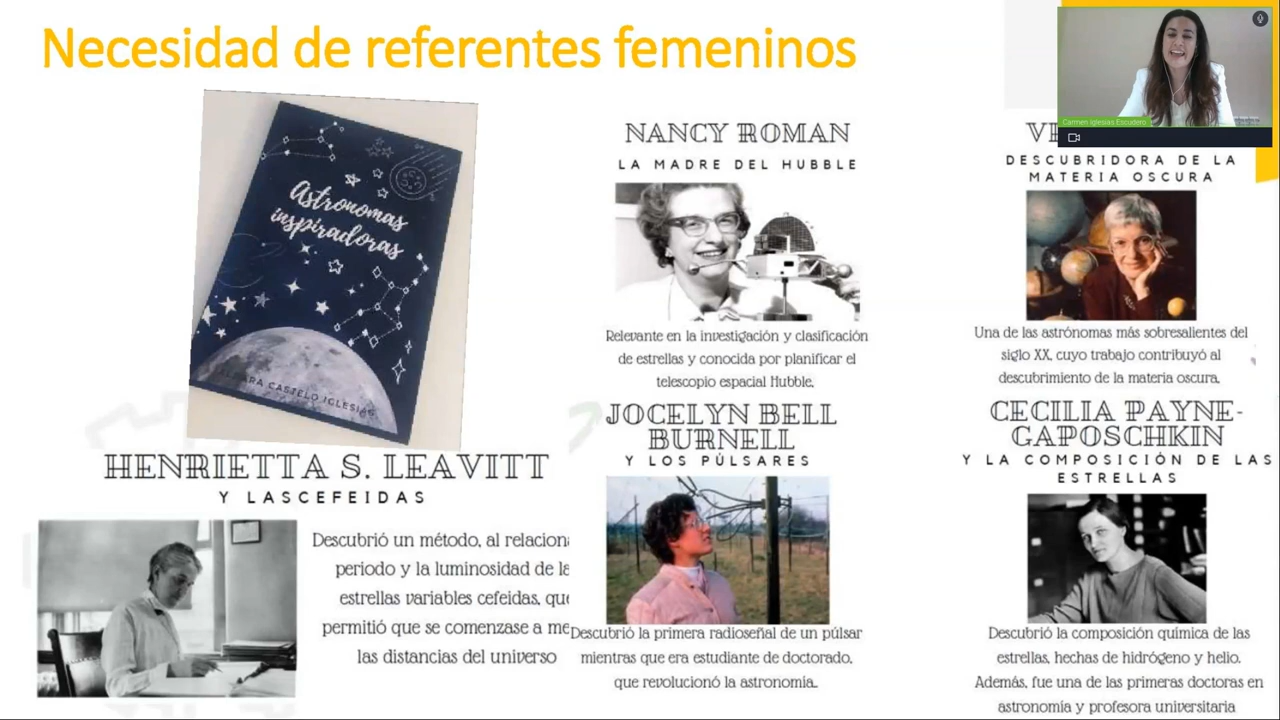 Necesidad de referentes femeninos
Carmen Iglesias Escudero
Astronomas
inspiradoras
CASTELO IGLESIAS
HENRIETTA S. LEAVITT
Y LASCEFEIDAS
Descubrió un método, al relaciona
periodo y la luminosidad de la
estrellas variables cefeidas, que
permitió que se comenzase a me
las distancias del universo
NANCY ROMAN
LA MADRE DEL HUBBLE
Relevante en la investigación y clasificación
de estrellas y conocida por planificar el
telescopio espacial Hubble.
JOCELYN BELL
BURNELL
Y LOS PÚLSARES
Descubrió la primera radioseñal de un púlsar
mientras que era estudiante de doctorado,
que revolucionó la astronomía..
DESCUBRIDORA DE LA
MATERIA OSCURA
Una de las astrónomas más sobresalientes del
siglo XX, cuyo trabajo contribuyó al
descubrimiento de la materia oscura.
CECILIA PAYNE-
GAPOSCHKIN
Y LA COMPOSICIÓN DE LAS
ESTRELLAS
Descubrió la composición química de las
estrellas, hechas de hidrógeno y helio.
Además, fue una de las primeras doctoras en
astronomía y profesora universitaria